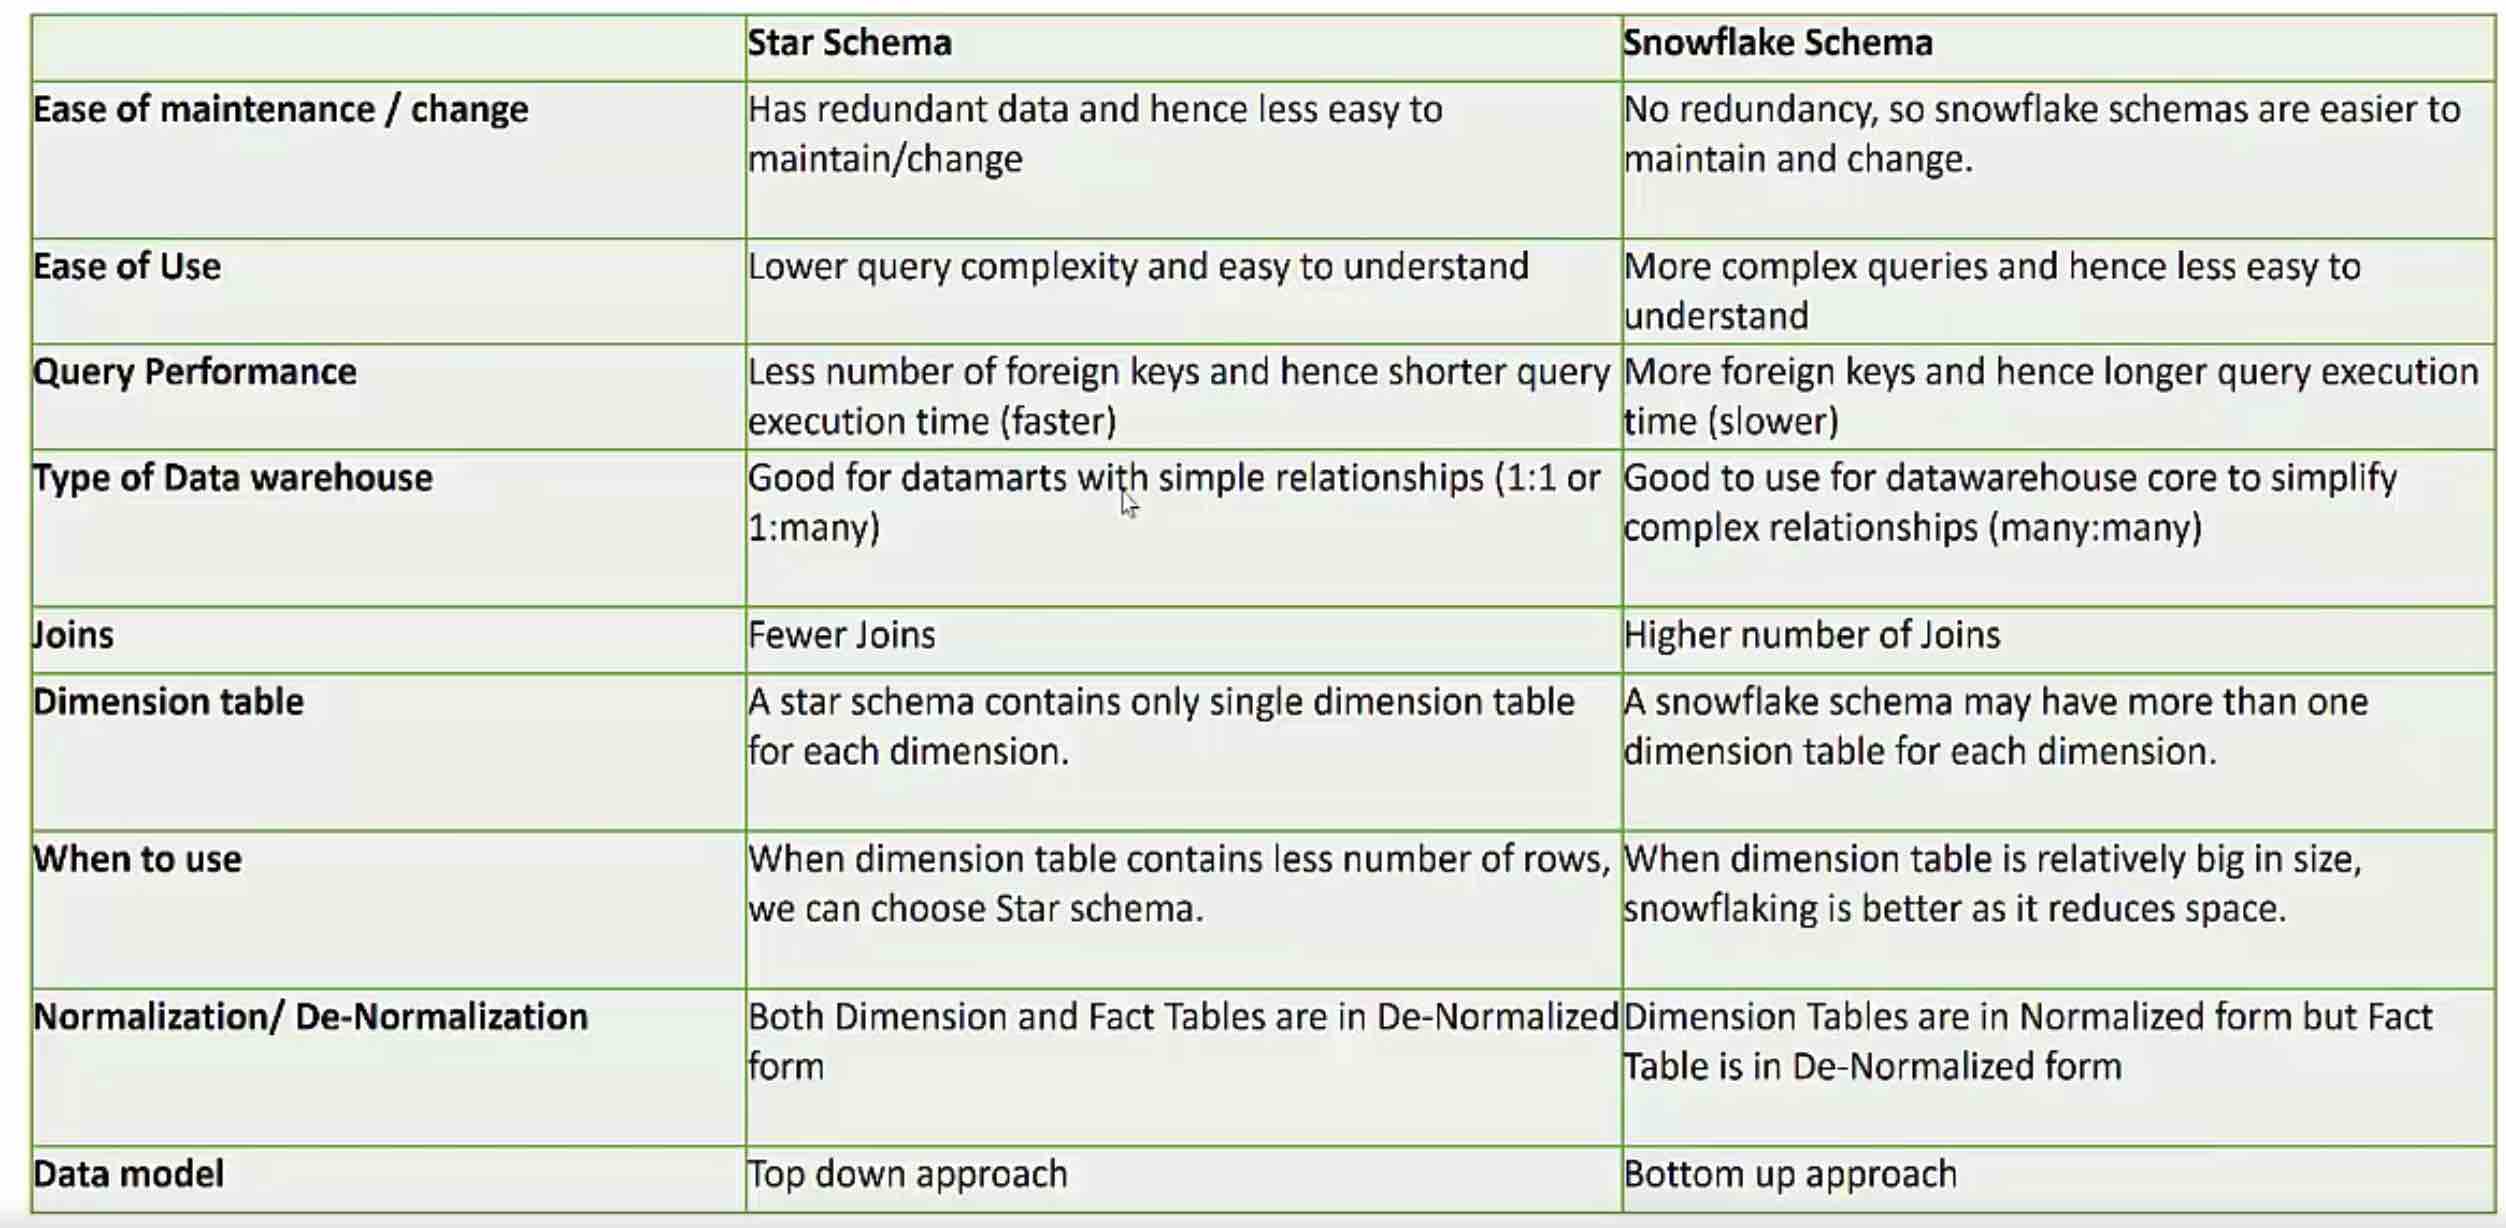 Star Schema
Snowflake Schema
Ease of maintenance / change
Has redundant data and hence less easy to
maintain/change
No redundancy, so snowflake schemas are easier to
maintain and change.
Ease of Use
Lower query complexity and easy to understand
More complex queries and hence less easy to
understand
Query Performance
Less number of foreign keys and hence shorter query
execution time (faster)
More foreign keys and hence longer query execution
time (slower)
Type of Data warehouse
Good for datamarts with simple relationships (1:1 or
1:many)
Good to use for datawarehouse core to simplify
complex relationships (many:many)
Joins
Fewer Joins
Higher number of Joins
Dimension table
A star schema contains only single dimension table
for each dimension.
A snowflake schema may have more than one
dimension table for each dimension.
When to use
When dimension table contains less number of rows,
we can choose Star schema.
When dimension table is relatively big in size,
snowflaking is better as it reduces space.
Normalization/ De-Normalization
Both Dimension and Fact Tables are in De-Normalized
form
Dimension Tables are in Normalized form but Fact
Table is in De-Normalized form
Data model
Top down approach
Bottom up approach